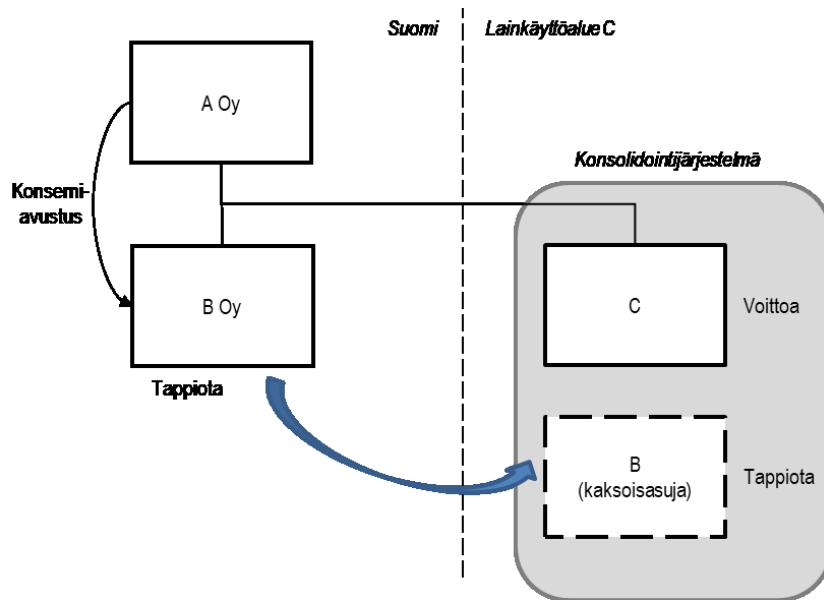 Suomi
Lainkäyttöalue C
A Oy
Konserni-
avustus
Konsolidointijärjestelmä
B Oy
C
Voittoa
Tappiota
B
(kaksoisasuja)
Tappiota